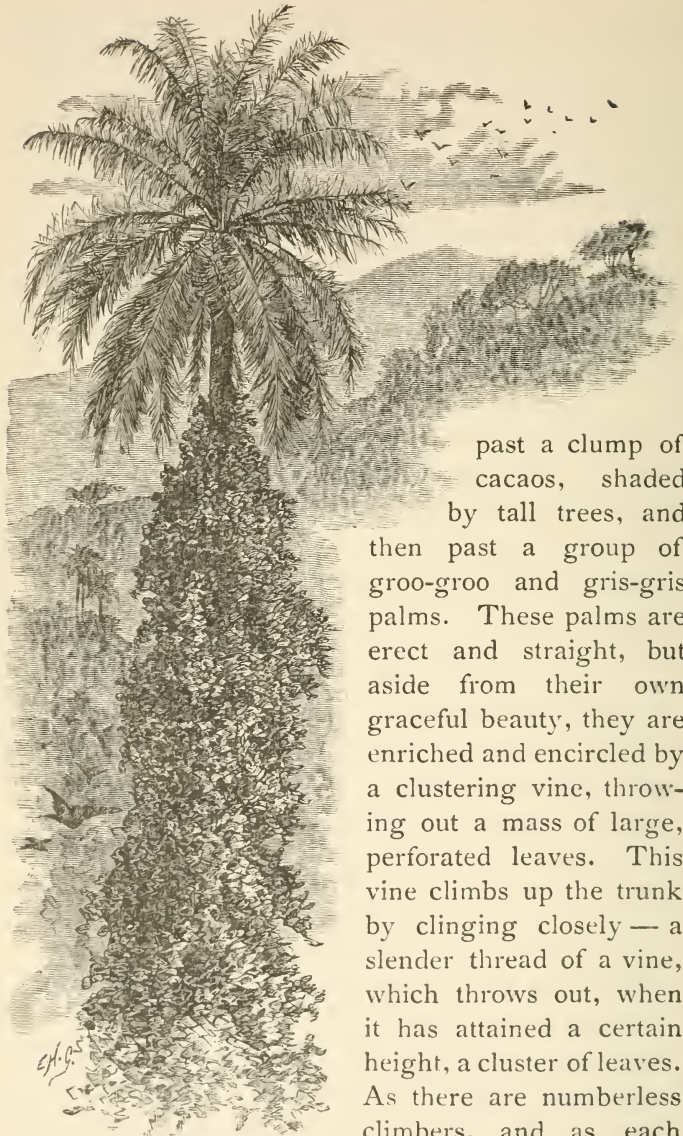 past a clump of
cacaos, shaded
by tall trees, and
then past a group of
groo-groo and gris-gris
palms. These palms are
erect and straight, but
aside from their own
graceful beauty, they are
enriched and encircled by
a clustering vine, throw-
ing out a mass of large,
perforated leaves. This
vine climbs up the trunk
by clinging closely — a
slender thread of a vine,
which throws out, when
it has attained a certain
height, a cluster of leaves.
As there are numberless
climbers, and as each
E.H.G.